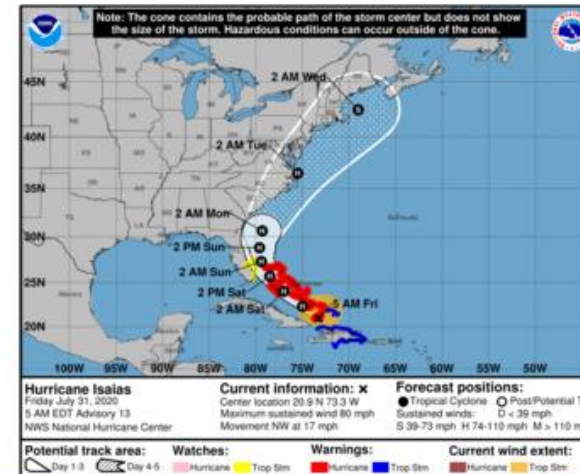 Note: The cone contains the probable path of the storm center but does not show
the size of the storm. Hazardous conditions can occur outside of the cone.
NOAA
2 AM Wed
45N
40N
2 AM Tue
35N
2 AM Mon
30N
2 PM Sun
2 AM Sun
25N
2 PM Sat
5 AM Fri
2 AM Sat
20N
100W 95W 90W 85W 80W 75W 70W 65W 60W 55W 50W
Hurricane Isaias
Friday July 31, 2020
5 AM EDT Advisory 13
NWS National Hurricane Center
Current information: x
Center location 20.9 N 73.3 W
Maximum sustained wind 80 mph
Movement NW at 17 mph
Forecast positions:
Tropical Cyclone Post/Potential T
Sustained winds: D < 39 mph
S 39-73 mph H 74-110 mph M > 110 m
Potential track area:
Day 1-3 Day 4-5
Watches:
Hurricane Trop Stm
Warnings:
Hurricane Trop Stm
Current wind extent:
Hurricane Trop Stm